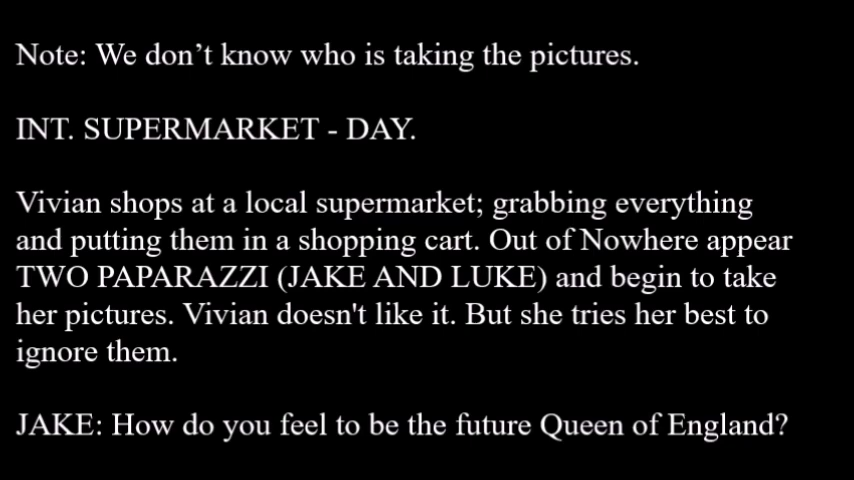 Note: We don’t know who is taking the pictures.
INT. SUPERMARKET - DAY.
Vivian shops at a local supermarket; grabbing everything
and putting them in a shopping cart. Out of Nowhere appear
TWO PAPARAZZI (JAKE AND LUKE) and begin to take
her pictures. Vivian doesn't like it. But she tries her best to
ignore them.
JAKE: How do you feel to be the future Queen of England?